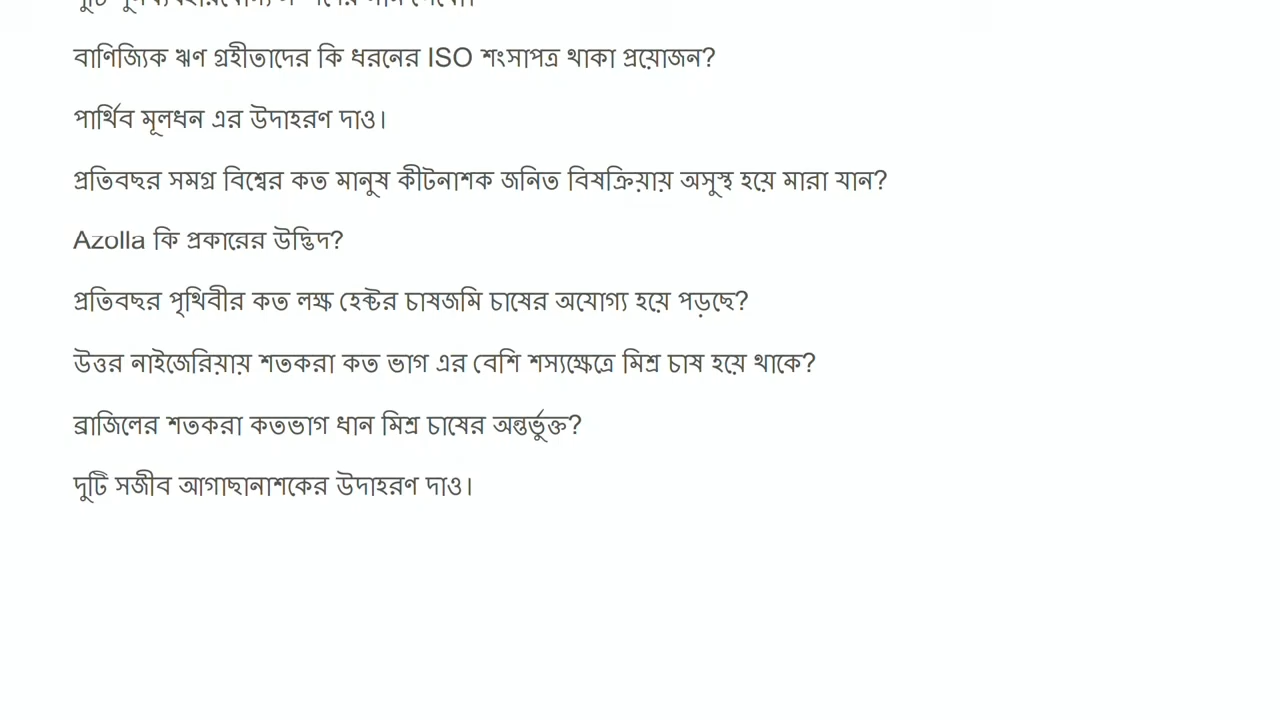 বাণিজ্যিক ঋণ গ্রহীতাদের কি ধরনের ISO শংসাপত্র থাকা প্রয়োজন?
পার্থিব মূলধন এর উদাহরণ দাও।
প্রতিবছর সমগ্র বিশ্বের কত মানুষ কীটনাশক জনিত বিষক্রিয়ায় অসুস্থ হয়ে মারা যান?
Azolla কি প্রকারের উদ্ভিদ?
প্রতিবছর পৃথিবীর কত লক্ষ হেক্টর চাষজমি চাষের অযোগ্য হয়ে পড়ছে?
উত্তর নাইজেরিয়ায় শতকরা কত ভাগ এর বেশি শস্যক্ষেত্রে মিশ্র চাষ হয়ে থাকে?
ব্রাজিলের শতকরা কতভাগ ধান মিশ্র চাষের অন্তর্ভুক্ত?
দুটি সজীব আগাছানাশকের উদাহরণ দাও।